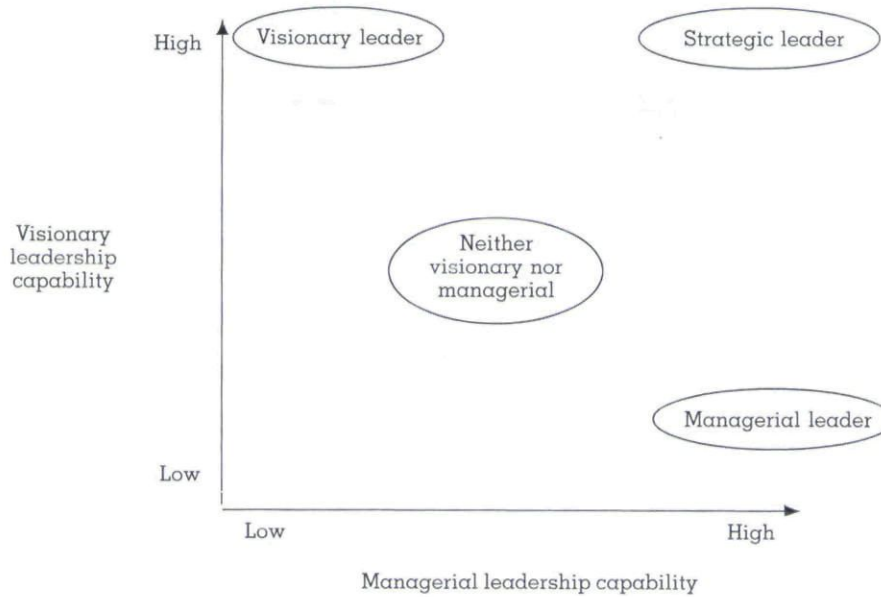 High
Visionary leader
Strategic leader
Visionary
leadership
capability
Neither
visionary nor
managerial
Managerial leader
Low
Low
High
Managerial leadership capability